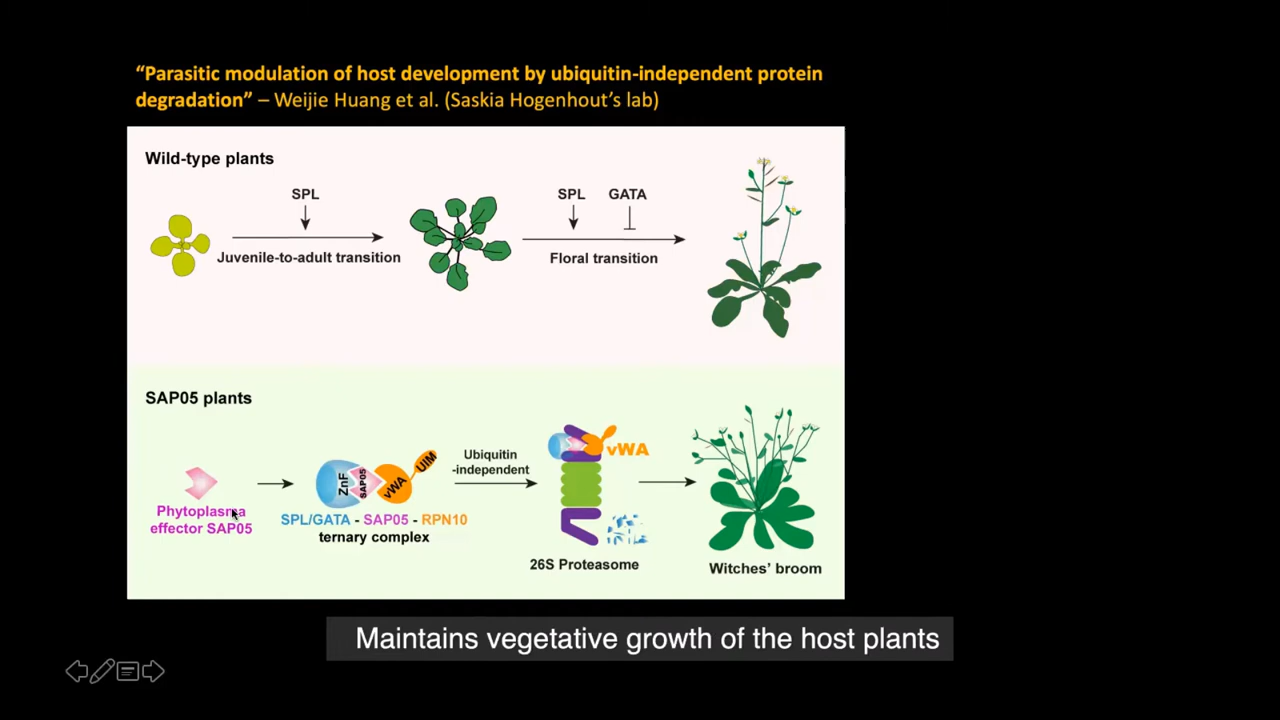 “Parasitic modulation of host development by ubiquitin-independent protein
degradation” – Weijie Huang et al. (Saskia Hogenhout’s lab)
Wild-type plants
SPL
SPL GATA
Juvenile-to-adult transition
Floral transition
SAP05 plants
Phytoplasma
effector SAP05
ZnF
SAP05
vWA
UIM
SPL/GATA - SAP05 - RPN10
ternary complex
Ubiquitin
-independent
vWA
26S Proteasome
Witches’ broom
Maintains vegetative growth of the host plants